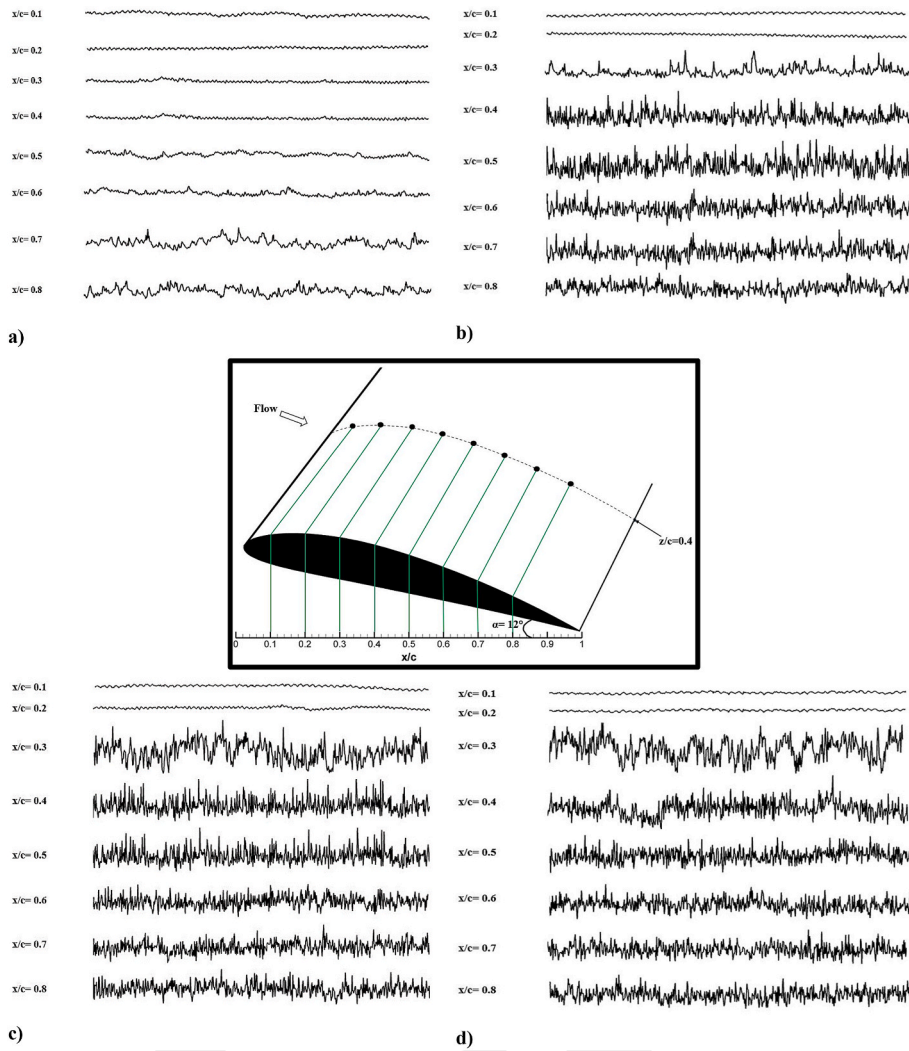 x/c= 0.1
x/c= 0.2
x/c= 0.3
x/c= 0.4
x/c= 0.5
x/c= 0.6
x/c= 0.7
x/c= 0.8
a)
x/c= 0.1
x/c= 0.2
x/c= 0.3
x/c= 0.4
x/c= 0.5
x/c= 0.6
x/c= 0.7
x/c= 0.8
b)
Flow
z/c=0.4
α= 12°
0 0.1 0.2 0.3 0.4 0.5 0.6 0.7 0.8 0.9 1
x/c
x/c= 0.1
x/c= 0.2
x/c= 0.3
x/c= 0.4
x/c= 0.5
x/c= 0.6
x/c= 0.7
x/c= 0.8
c)
x/c= 0.1
x/c= 0.2
x/c= 0.3
x/c= 0.4
x/c= 0.5
x/c= 0.6
x/c= 0.7
x/c= 0.8
d)